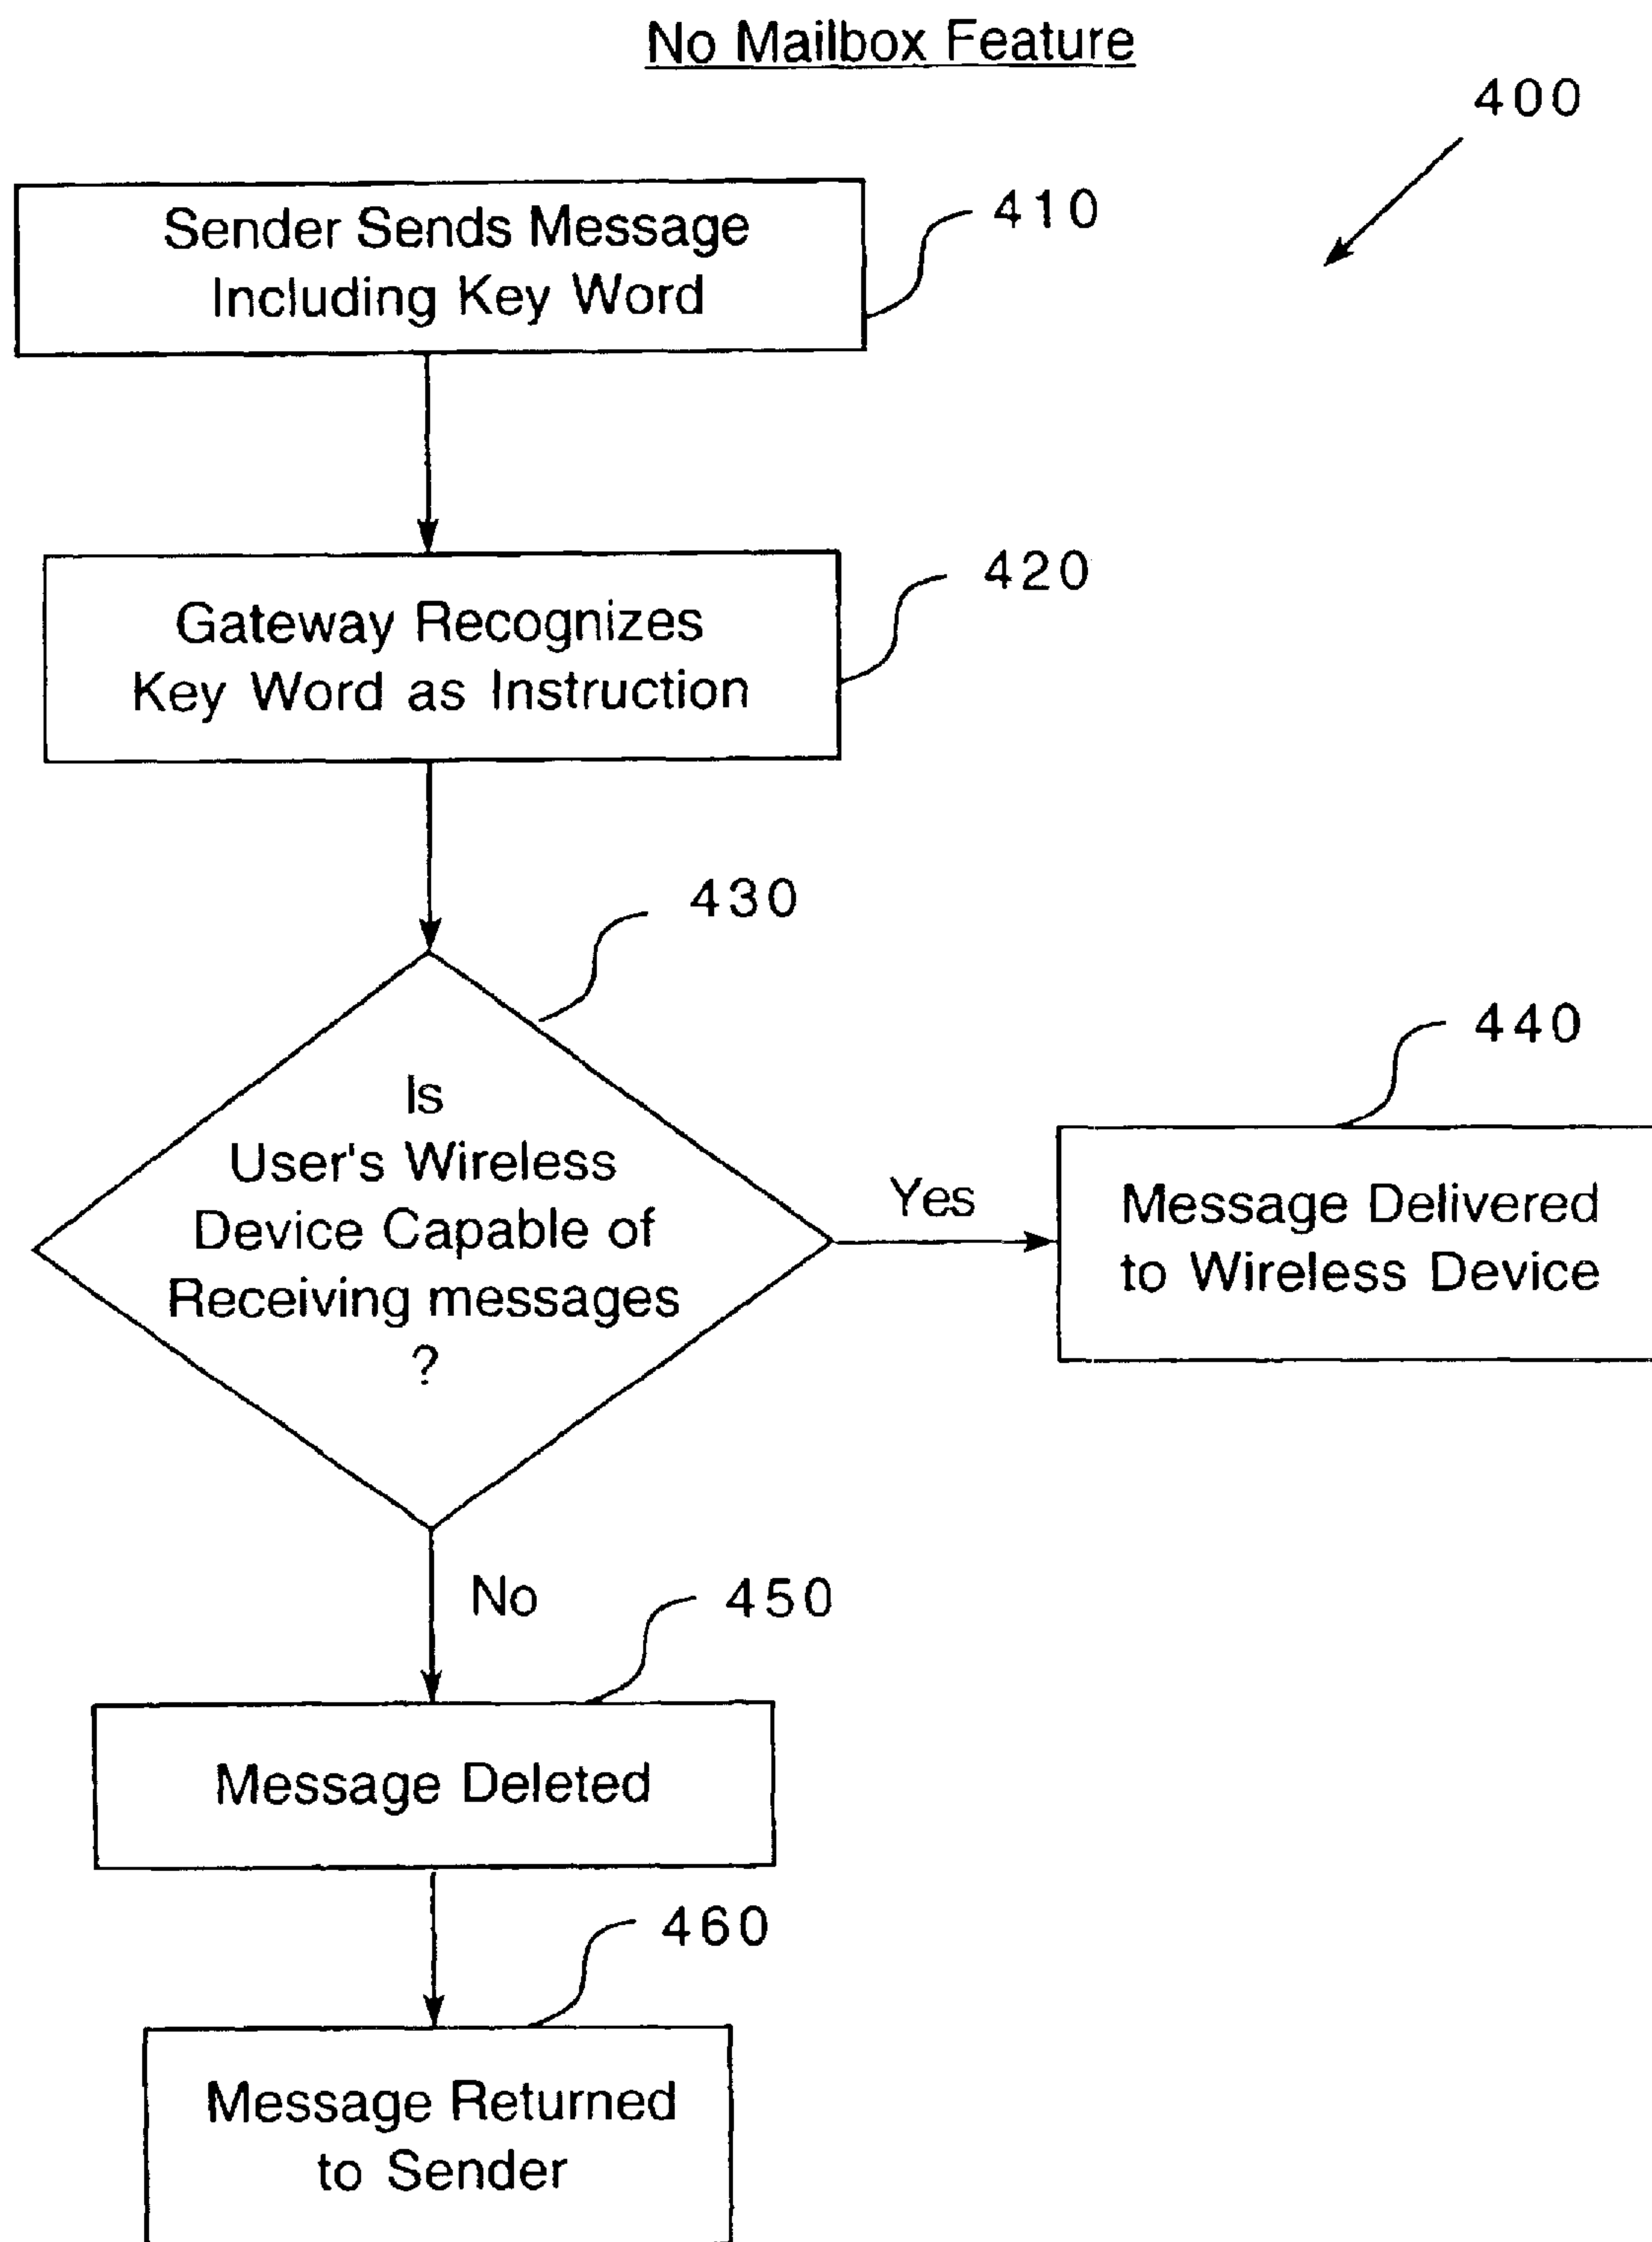 No Mailbox Feature
400
Sender Sends Message
Including Key Word
410
Gateway Recognizes
Key Word as Instruction
420
430
Is
User's Wireless
Device Capable of
Receiving messages
?
Yes
440
Message Delivered
to Wireless Device
No
450
Message Deleted
460
Message Returned
to Sender